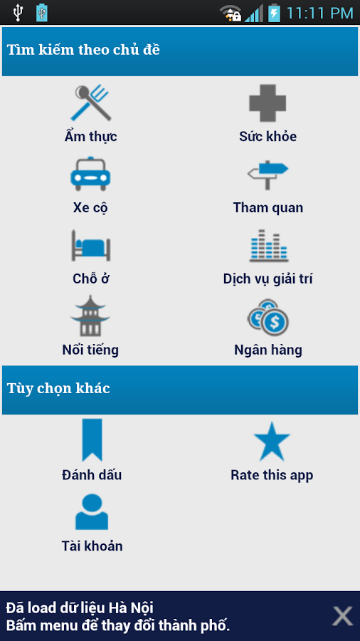 11:11 PM
Tìm kiếm theo chủ đề
Ẩm thực
Sức khỏe
Xe cộ
Tham quan
Chỗ ở
Dịch vụ giải trí
Nổi tiếng
Ngân hàng
Tùy chọn khác
Đánh dấu
Rate this app
Tài khoản
Đã load dữ liệu Hà Nội
Bấm menu để thay đổi thành phố.